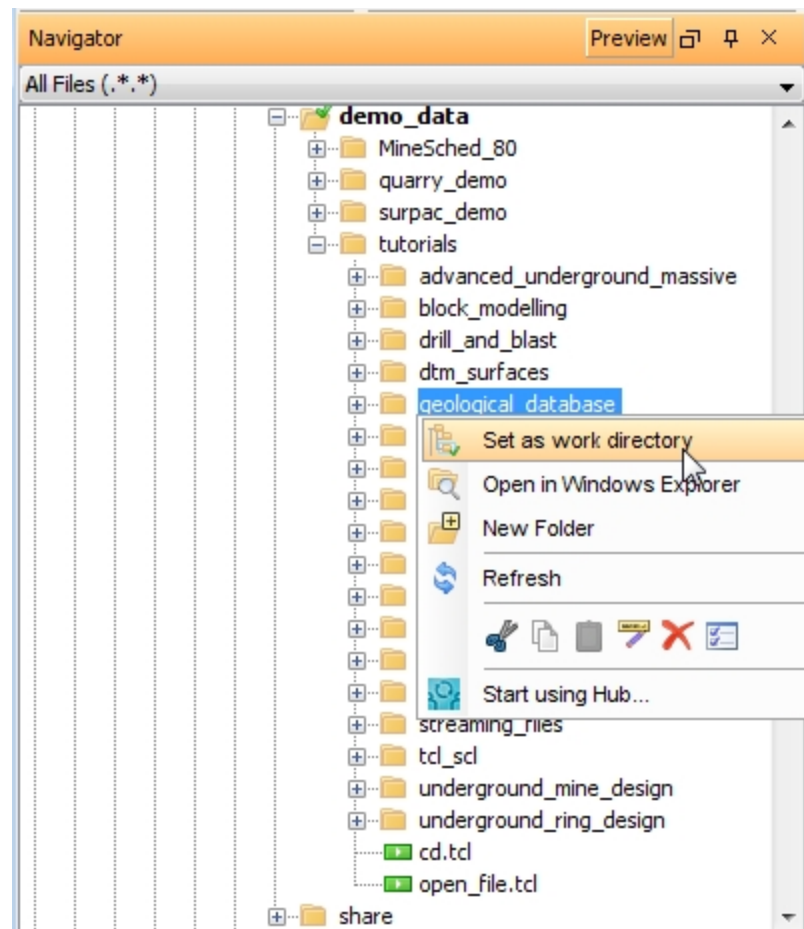 Navigator Preview
All Files (.*.*)
demo_data
MineSched_80
quarry_demo
surpac_demo
tutorials
advanced_underground_massive
block_modelling
drill_and_blast
dtm_surfaces
geological_database
Set as work directory
Open in Windows Explorer
New Folder
Refresh
Start using Hub...
streaming_files
tcl_scl
underground_mine_design
underground_ring_design
cd.tcl
open_file.tcl
share